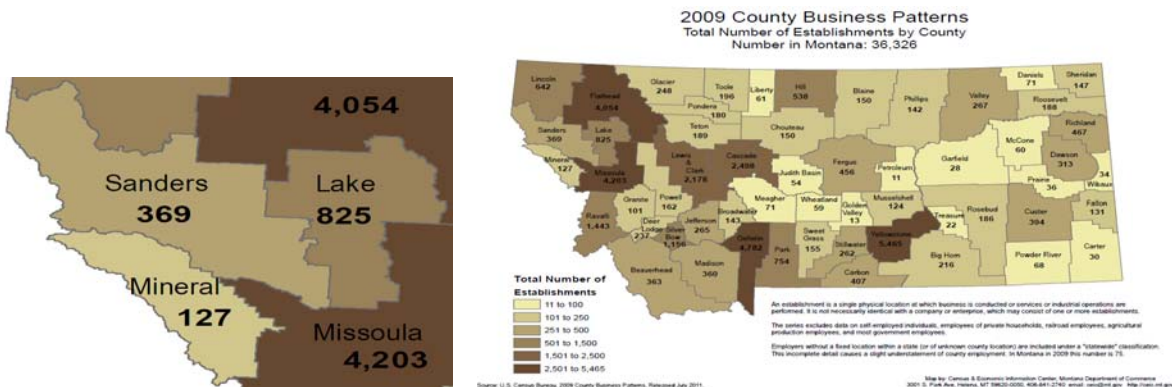 4,054
Sanders
369
Lake
825
Mineral
127
Missoula
4,203
2009 County Business Patterns
Total Number of Establishments by County
Number in Montana: 36,326
Lincoln
642
Flathead
4,054
Glacier
248
Toole
196
Liberty
61
Hill
538
Blaine
150
Phillips
142
Valley
267
Daniels
71
Sheridan
147
Roosevelt
188
Pondera
180
Teton
189
Chouteau
150
Richland
467
Sanders
369
Lake
825
Mineral
127
Missoula
4,203
Lewis
&
Clark
2,178
Cascade
2,498
Judith Basin
54
Fergus
456
Petroleum
11
Garfield
28
McCone
60
Dawson
313
Prairie
36
34
Wibaux
Powell
162
Granite
101
Ravalli
1,443
Deer
Lodge
237
Silver
Bow
1,156
Jefferson
265
Broadwater
143
Meagher
71
Wheatland
59
Golden
Valley
13
Musselshell
124
Treasure
22
Rosebud
186
Custer
394
Fallon
131
Beaverhead
363
Madison
360
Gallatin
4,782
Park
754
Sweet
Grass
155
Stillwater
262
Yellowstone
5,465
Carbon
407
Big Horn
216
Powder River
68
Carter
30
Total Number of
Establishments
11 to 100
101 to 250
251 to 500
501 to 1,500
1,501 to 2,500
2,501 to 5,465
An establishment is a single physical location at which business is conducted or services or industrial operations are
performed. It is not necessarily identical with a company or enterprise, which may consist of one or more establishments.
The series excludes data on self-employed individuals, employees of private households, railroad employees, agricultural
production employees, and most government employees.
Employers without a fixed location within a state (or of unknown county location) are included under a "statewide" classification.
This incomplete detail causes a slight understatement of county employment. In Montana in 2009 this number is 75.
Source: U.S. Census Bureau, 2009 County Business Patterns, Released July 2011.
Map by: Census & Economic Information Center, Montana Department of Commerce